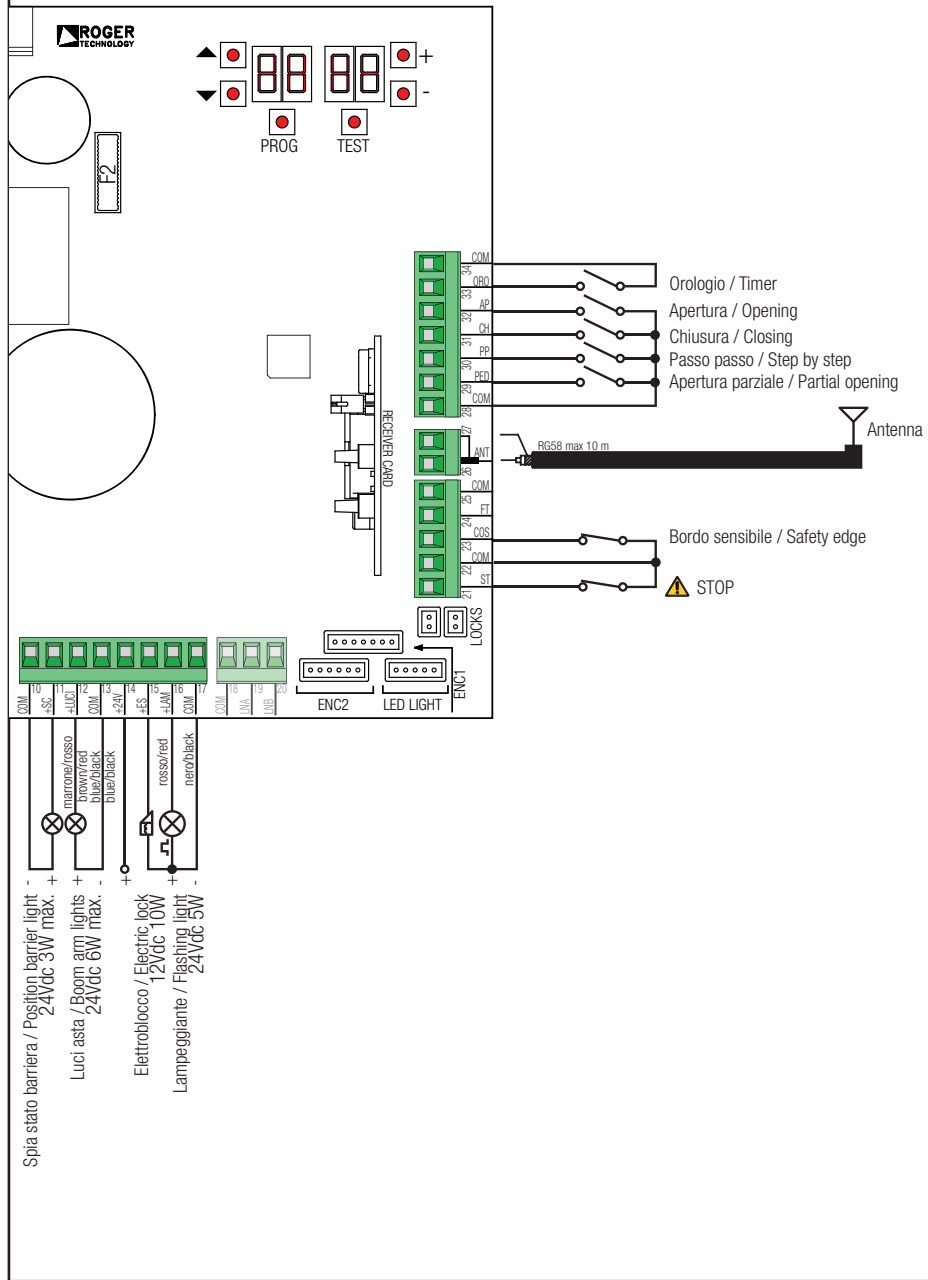 ROGER
TECHNOLOGY
+
-
PROG
TEST
F2
COM
34
ORO
33
AP
32
CH
31
PP
30
PED
29
COM
28
Orologio / Timer
Apertura / Opening
Chiusura / Closing
Passo passo / Step by step
Apertura parziale / Partial opening
RECEIVER CARD
27
ANT
26
RG58 max 10 m
Antenna
COM
25
FT
24
COS
23
COM
22
ST
21
Bordo sensibile / Safety edge
STOP
LOCKS
ENC1
ENC2
LED LIGHT
COM
10
+SC
11
+LUCI
12
COM
13
+24V
14
+ES
15
+LAM
16
COM
17
COM
18
LNA
19
LNB
20
marrone/rosso
brown/red
blue/black
blue/black
rosso/red
nero/black
- + + - + + -
Spia stato barriera / Position barrier light
24Vdc 3W max.
Luci asta / Boom arm lights
24Vdc 6W max.
Elettroblocco / Electric lock
12Vdc 10W
Lampeggiante / Flashing light
24Vdc 5W